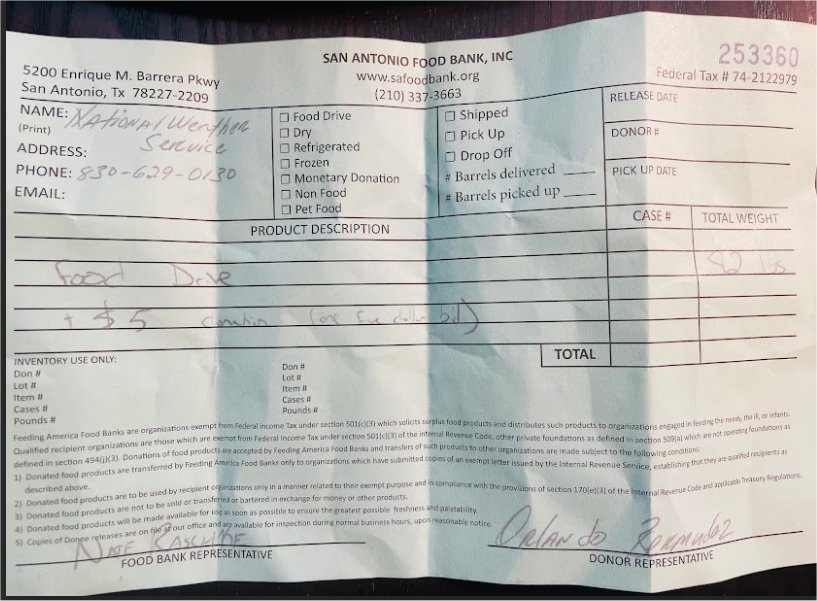 SAN ANTONIO FOOD BANK, INC
www.safoodbank.org
(210) 337-3663
5200 Enrique M. Barrera Pkwy
San Antonio, Tx 78227-2209
253360
Federal Tax # 74-2122979
NAME: National Weather
(Print) Service
ADDRESS:
PHONE: 830-629-0130
EMAIL:
☐ Food Drive
☐ Dry
☐ Refrigerated
☐ Frozen
☐ Monetary Donation
☐ Non Food
☐ Pet Food
☐ Shipped
☐ Pick Up
☐ Drop Off
# Barrels delivered
# Barrels picked up
RELEASE DATE
DONOR #
PICK UP DATE
PRODUCT DESCRIPTION CASE # TOTAL WEIGHT
Food Drive 82 lbs
+ $5 donation (one five dollar bill)
TOTAL
INVENTORY USE ONLY:
Don #
Lot #
Item #
Cases #
Pounds #
Don #
Lot #
Item #
Cases #
Pounds #
Feeding America Food Banks are organizations exempt from Federal income Tax under section 501(c)(3) which solicits surplus food products and distributes such products to organizations engaged in feeding the needy, the ill, or infants.
Qualified recipient organizations are those which are exempt from Federal Income Tax under section 501(c)(3) of the internal Revenue Code, other private foundations as defined in section 509(a) which are not operating foundations as
defined in section 494(j)(3). Donations of food products are accepted by Feeding America Food Banks and transfers of such products to other organizations are made subject to the following conditions:
1) Donated food products are transferred by Feeding America Food Banks only to organizations which have submitted copies of an exempt letter issued by the Internal Revenue Service, establishing that they are qualified recipients as
described above.
2) Donated food products are to be used by recipient organizations only in a manner related to their exempt purpose and in compliance with the provisions of section 170(e)(3) of the Internal Revenue Code and applicable treasury Regulations.
3) Donated food products are not to be sold or transferred or bartered in exchange for money or other products.
4) Donated food products will be made available for use as soon as possible to ensure the greatest possible freshness and palatability.
5) Copies of Donee releases are on file at our office and are available for inspection during normal business hours, upon reasonable notice.
Nate Raschke
FOOD BANK REPRESENTATIVE
Orlando Bermudez
DONOR REPRESENTATIVE